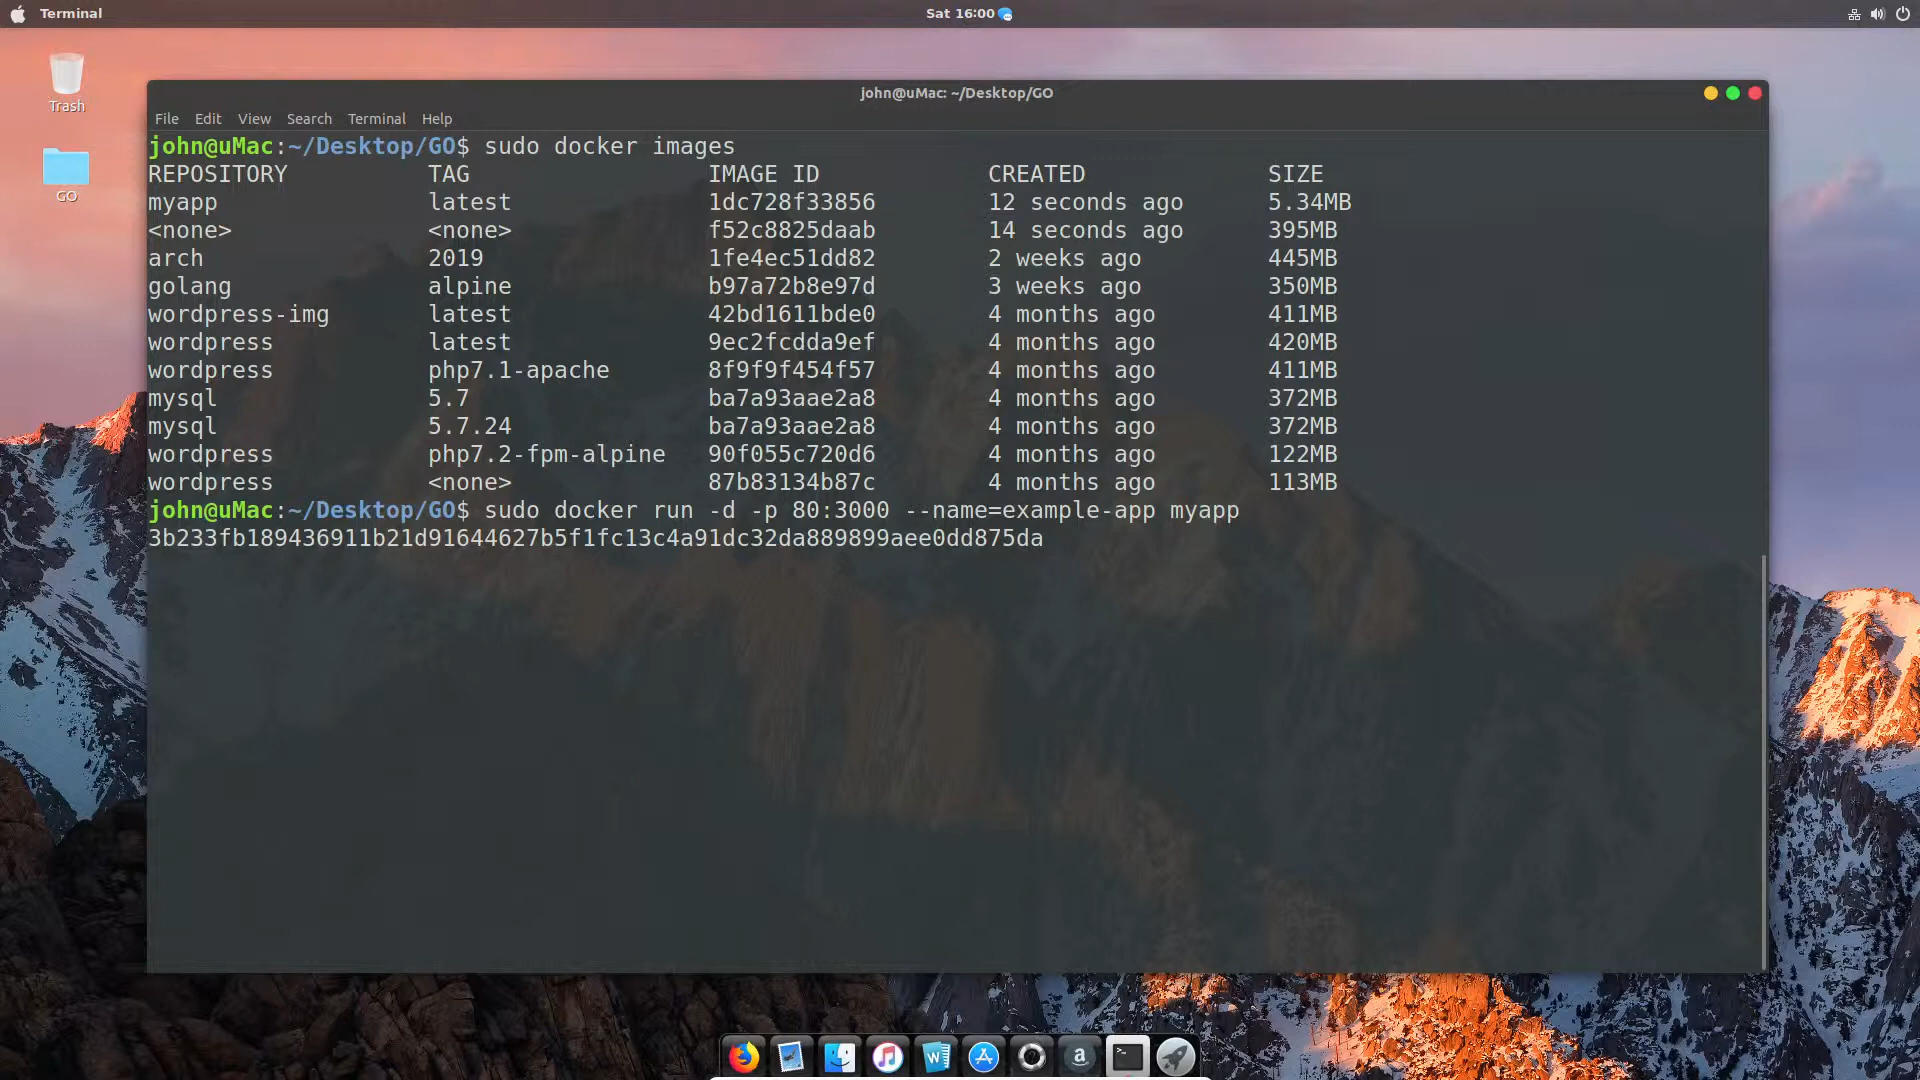 Terminal
Sat 16:00
Trash
GO
john@uMac: ~/Desktop/GO
File Edit View Search Terminal Help
john@uMac:~/Desktop/GO$ sudo docker images
REPOSITORY TAG IMAGE ID CREATED SIZE
myapp latest 1dc728f33856 12 seconds ago 5.34MB
<none> <none> f52c8825daab 14 seconds ago 395MB
arch 2019 1fe4ec51dd82 2 weeks ago 445MB
golang alpine b97a72b8e97d 3 weeks ago 350MB
wordpress-img latest 42bd1611bde0 4 months ago 411MB
wordpress latest 9ec2fcdda9ef 4 months ago 420MB
wordpress php7.1-apache 8f9f9f454f57 4 months ago 411MB
mysql 5.7 ba7a93aae2a8 4 months ago 372MB
mysql 5.7.24 ba7a93aae2a8 4 months ago 372MB
wordpress php7.2-fpm-alpine 90f055c720d6 4 months ago 122MB
wordpress <none> 87b83134b87c 4 months ago 113MB
john@uMac:~/Desktop/GO$ sudo docker run -d -p 80:3000 --name=example-app myapp
3b233fb189436911b21d91644627b5f1fc13c4a91dc32da889899aee0dd875da